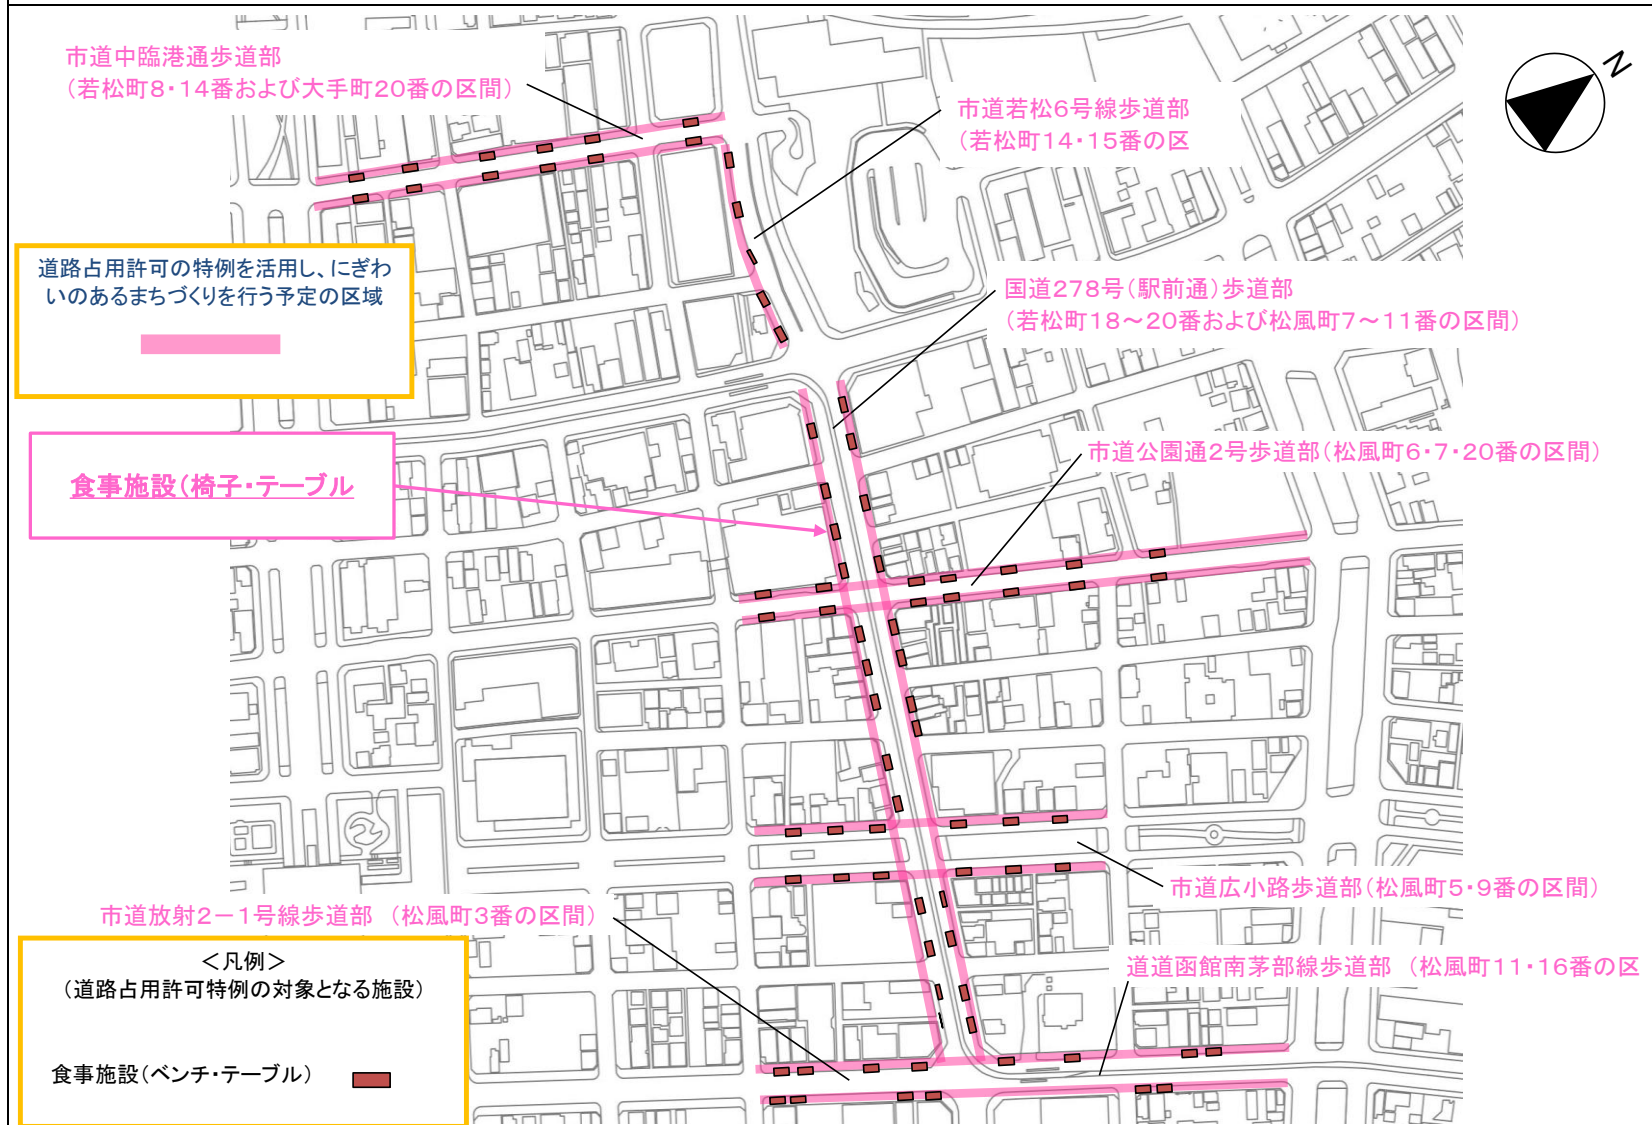 市道中臨港通歩道部
(若松町8・14番および大手町20番の区間)
N
市道若松6号線歩道部
(若松町14・15番の区
道路占用許可の特例を活用し、にぎわ
いのあるまちづくりを行う予定の区域
国道278号(駅前通)歩道部
(若松町18~20番および松風町7~11番の区間)
市道公園通2号歩道部(松風町6・7・20番の区間)
食事施設(椅子・テーブル
市道広小路歩道部(松風町5・9番の区間)
市道放射2-1号線歩道部 (松風町3番の区間)
道道函館南茅部線歩道部 (松風町11・16番の区
<凡例>
(道路占用許可特例の対象となる施設)
食事施設(ベンチ・テーブル)